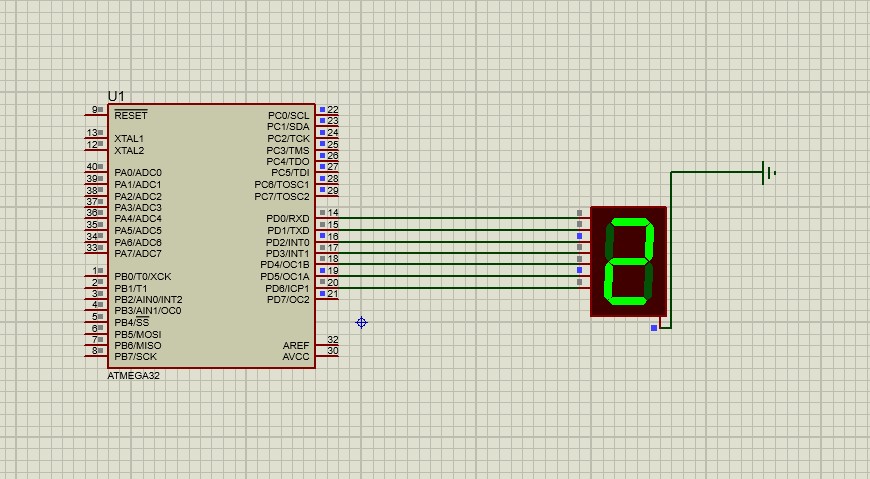 U1
9 RESET
13 XTAL1
12 XTAL2
40 PA0/ADC0
39 PA1/ADC1
38 PA2/ADC2
37 PA3/ADC3
36 PA4/ADC4
35 PA5/ADC5
34 PA6/ADC6
33 PA7/ADC7
1 PB0/T0/XCK
2 PB1/T1
3 PB2/AIN0/INT2
4 PB3/AIN1/OC0
5 PB4/SS
6 PB5/MOSI
7 PB6/MISO
8 PB7/SCK
PC0/SCL 22
PC1/SDA 23
PC2/TCK 24
PC3/TMS 25
PC4/TDO 26
PC5/TDI 27
PC6/TOSC1 28
PC7/TOSC2 29
PD0/RXD 14
PD1/TXD 15
PD2/INT0 16
PD3/INT1 17
PD4/OC1B 18
PD5/OC1A 19
PD6/ICP1 20
PD7/OC2 21
AREF 32
AVCC 30
ATMEGA32
2